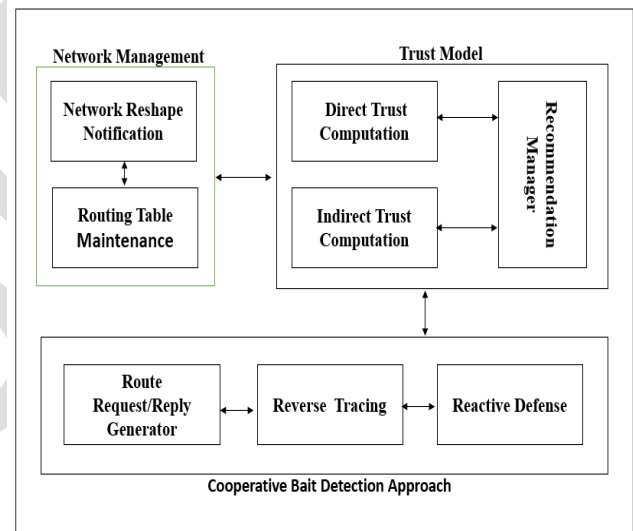 Network Management
Network Reshape
Notification
Routing Table
Maintenance
Trust Model
Direct Trust
Computation
Indirect Trust
Computation
Recommendation
Manager
Route
Request/Reply
Generator
Reverse Tracing
Reactive Defense
Cooperative Bait Detection Approach